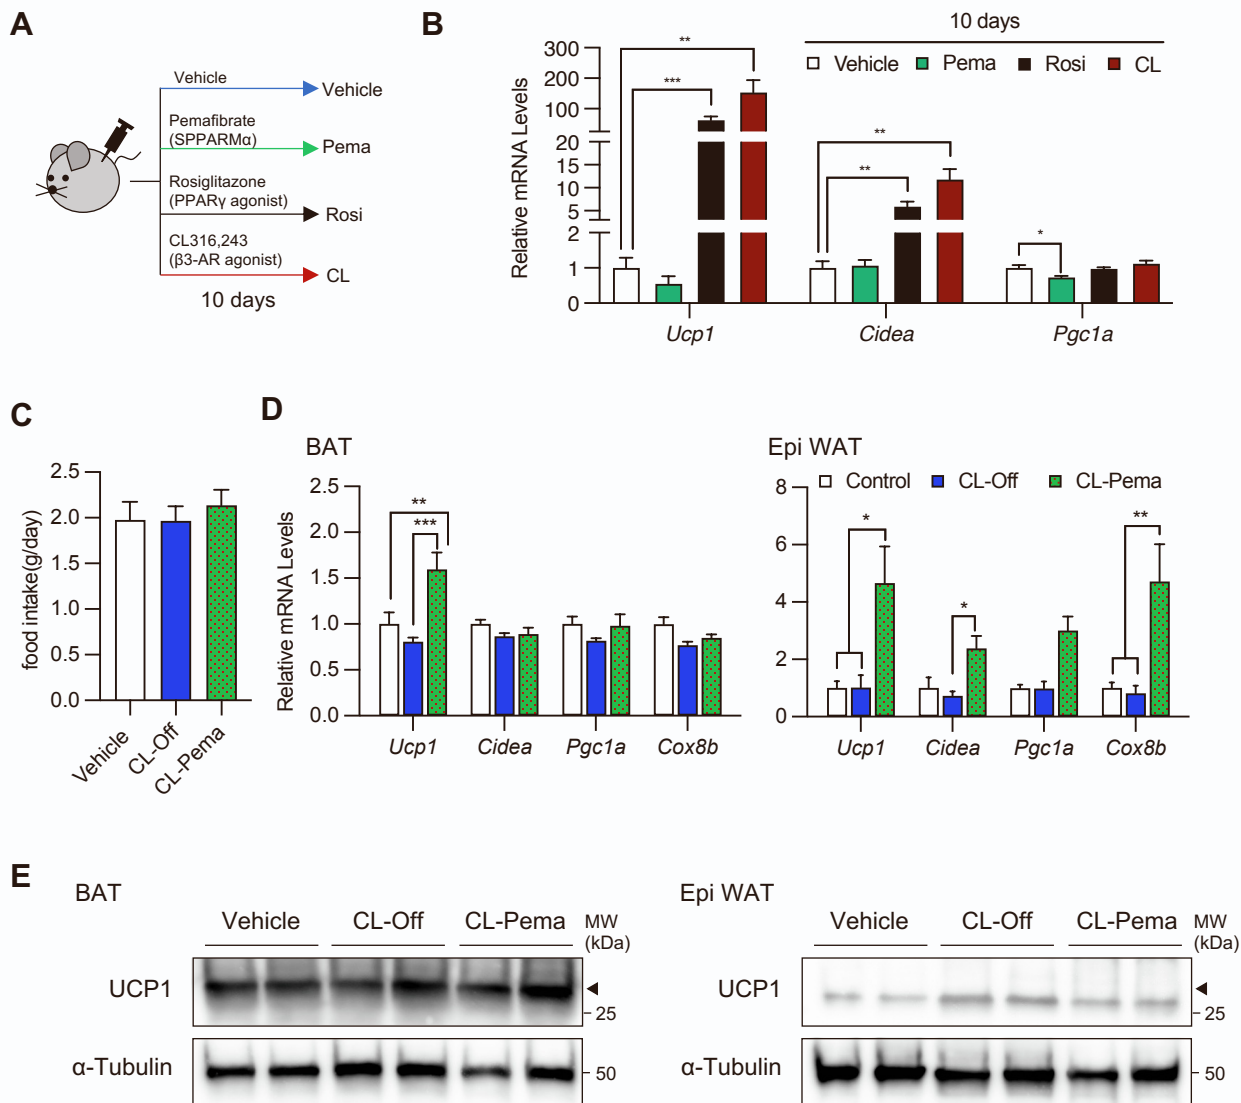 A
Vehicle
Vehicle
Pemafibrate
(SPPARMα)
Pema
Rosiglitazone
(PPARγ agonist)
Rosi
CL316,243
(β3-AR agonist)
CL
10 days
B
10 days
Vehicle Pema Rosi CL
Relative mRNA Levels
300
200
100
20
15
10
5
2
1
0
** *** ** ** *
Ucp1 Cidea Pgc1a
C
food intake(g/day)
2.5
2.0
1.5
1.0
0.5
0.0
Vehicle CL-Off CL-Pema
D
BAT
Relative mRNA Levels
2.5
2.0
1.5
1.0
0.5
0.0
**
***
Ucp1 Cidea Pgc1a Cox8b
Epi WAT
Control CL-Off CL-Pema
8
6
4
2
0
* * **
Ucp1 Cidea Pgc1a Cox8b
E
BAT
Vehicle CL-Off CL-Pema MW
(kDa)
UCP1
25
α-Tubulin 50
Epi WAT
Vehicle CL-Off CL-Pema MW
(kDa)
UCP1
25
α-Tubulin 50